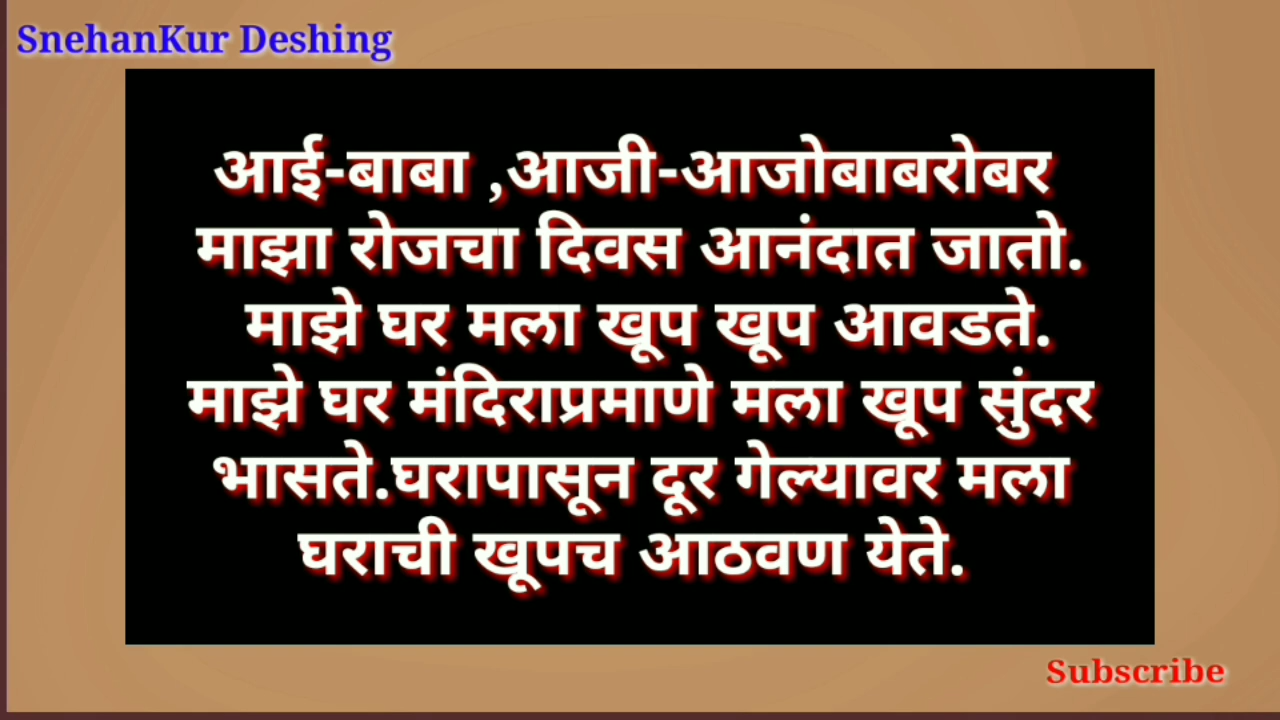 SnehanKur Deshing
आई-बाबा ,आजी-आजोबाबरोबर
माझा रोजचा दिवस आनंदात जातो.
माझे घर मला खूप खूप आवडते.
माझे घर मंदिराप्रमाणे मला खूप सुंदर
भासते.घरापासून दूर गेल्यावर मला
घराची खूपच आठवण येते.
Subscribe